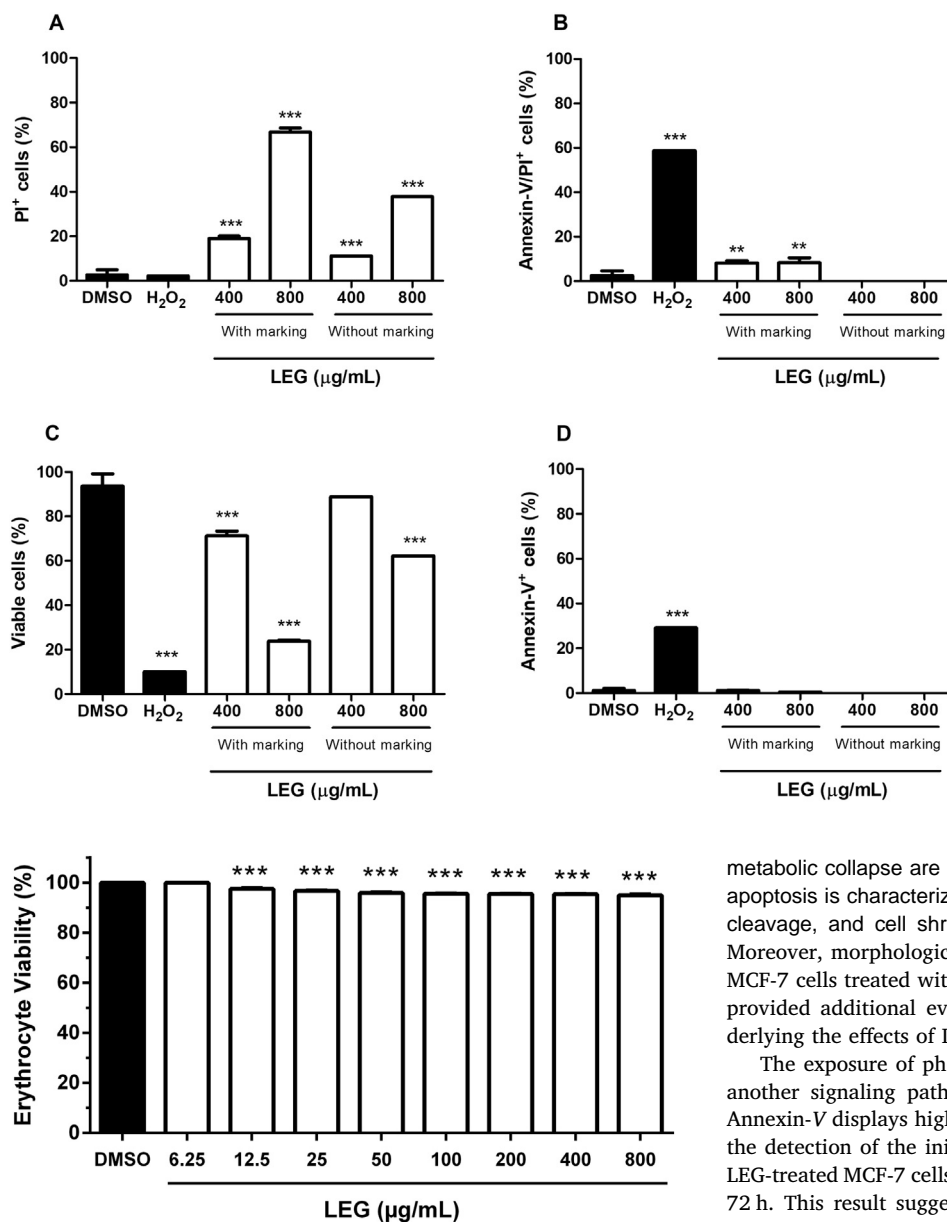 A
PI⁺ cells (%)
100
80
60
40
20
0
***
***
***
***
DMSO H₂O₂ 400 800 400 800
With marking Without marking
LEG (μg/mL)
B
Annexin-V/PI⁺ cells (%)
100
80
60
40
20
0
***
**
**
DMSO H₂O₂ 400 800 400 800
With marking Without marking
LEG (μg/mL)
C
Viable cells (%)
100
80
60
40
20
0
***
***
***
***
DMSO H₂O₂ 400 800 400 800
With marking Without marking
LEG (μg/mL)
D
Annexin-V⁺ cells (%)
100
80
60
40
20
0
***
DMSO H₂O₂ 400 800 400 800
With marking Without marking
LEG (μg/mL)
Erythrocyte Viability (%)
100
80
60
40
20
0
*** *** *** *** *** *** ***
DMSO 6.25 12.5 25 50 100 200 400 800
LEG (μg/mL)
metabolic collapse are
apoptosis is characteriz
cleavage, and cell shr
Moreover, morphologic
MCF-7 cells treated wit
provided additional ev
derlying the effects of
The exposure of ph
another signaling path
Annexin-V displays high
the detection of the ini
LEG-treated MCF-7 cells
72 h. This result sugge